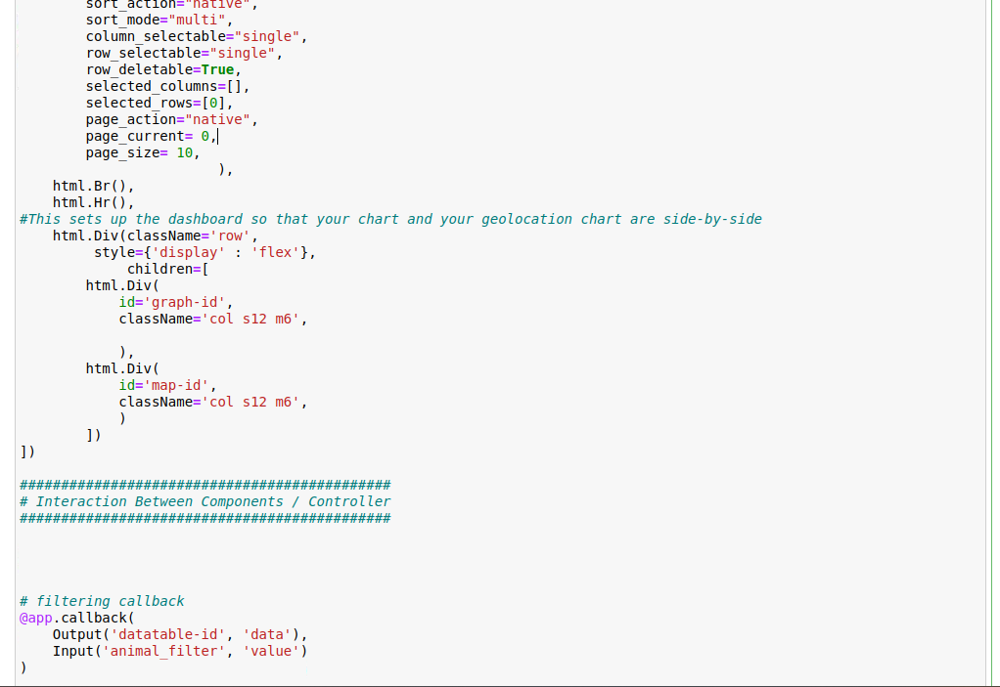 sort_action="native",
        sort_mode="multi",
        column_selectable="single",
        row_selectable="single",
        row_deletable=True,
        selected_columns=[],
        selected_rows=[0],
        page_action="native",
        page_current= 0,
        page_size= 10,
                        ),
    html.Br(),
    html.Hr(),
#This sets up the dashboard so that your chart and your geolocation chart are side-by-side
    html.Div(className='row',
         style={'display' : 'flex'},
             children=[
        html.Div(
            id='graph-id',
            className='col s12 m6',
            ),
        html.Div(
            id='map-id',
            className='col s12 m6',
            )
        ])
])
#############################################
# Interaction Between Components / Controller
#############################################
# filtering callback
@app.callback(
    Output('datatable-id', 'data'),
    Input('animal_filter', 'value')
)